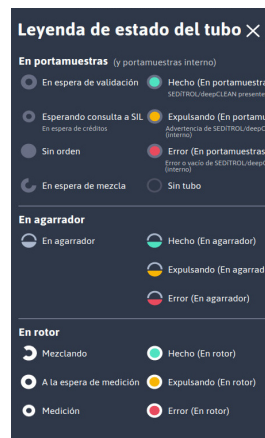 Leyenda de estado del tubo ×
En portamuestras (y portamuestras interno)
En espera de validación
Hecho (En portamuestra
SEDiTROL/deepCLEAN presente
Esperando consulta a SIL
En espera de créditos
Expulsando (En portamu
Advertencia de SEDiTROL/deepC
(interno)
Sin orden
Error (En portamuestras
Error o vacío de SEDiTROL/deepC
(interno)
En espera de mezcla
Sin tubo
En agarrador
En agarrador
Hecho (En agarrador)
Expulsando (En agarrad
Error (En agarrador)
En rotor
Mezclando
Hecho (En rotor)
A la espera de medición
Expulsando (En rotor)
Medición
Error (En rotor)